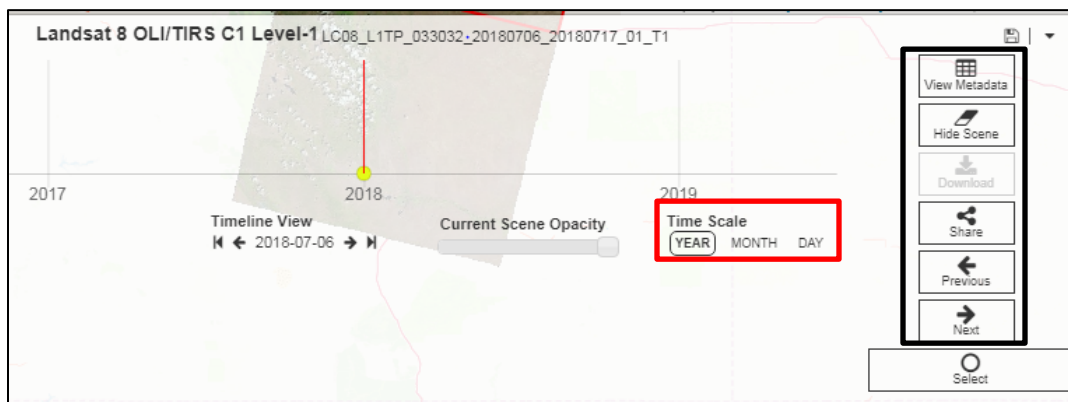 Landsat 8 OLI/TIRS C1 Level-1 LC08_L1TP_033032_20180706_20180717_01_T1
View Metadata
Hide Scene
Download
2017 2018 2019
Timeline View
2018-07-06
Current Scene Opacity
Time Scale
YEAR MONTH DAY
Share
Previous
Next
Select